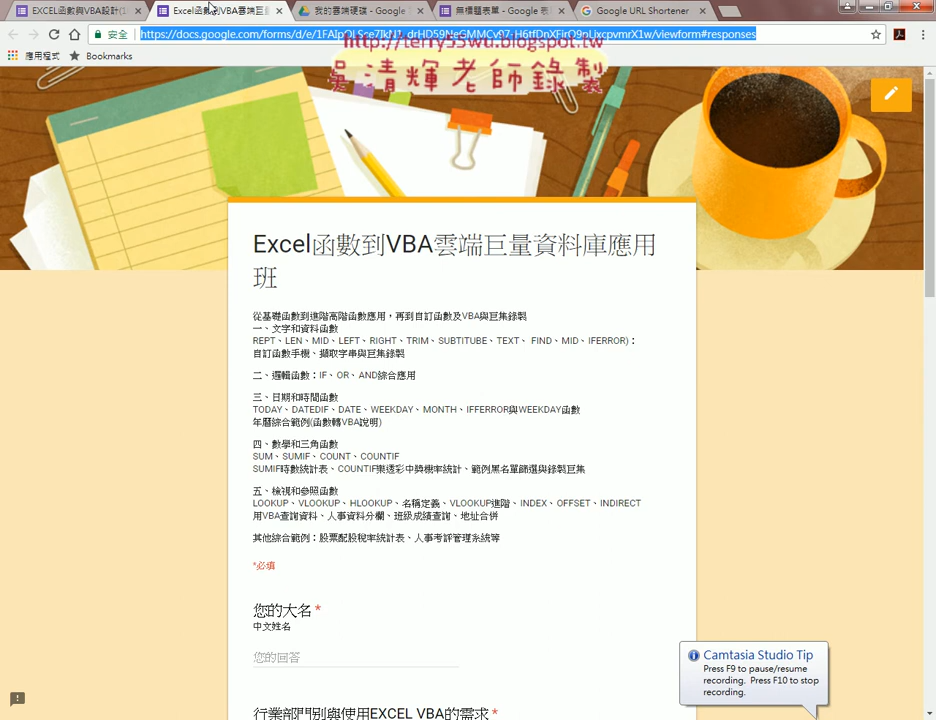 EXCEL函數與VBA設計(1
Excel函數到VBA雲端巨量
我的雲端硬碟 - Google
無標題表單 - Google 表
Google URL Shortener
安全
應用程式
Bookmarks
http://terry55wu.blogspot.tw
吳清輝老師錄製
Excel函數到VBA雲端巨量資料庫應用
班
從基礎函數到進階高階函數應用，再到自訂函數及VBA與巨集錄製
一、文字和資料函數
REPT、LEN、MID、LEFT、RIGHT、TRIM、SUBTITUBE、TEXT、 FIND、MID、IFERROR)：
自訂函數手機、擷取字串與巨集錄製
二、邏輯函數：IF、OR、AND綜合應用
三、日期和時間函數
TODAY、DATEDIF、DATE、WEEKDAY、MONTH、IFFERROR與WEEKDAY函數
年曆綜合範例(函數轉VBA說明)
四、數學和三角函數
SUM、SUMIF、COUNT、COUNTIF
SUMIF時數統計表、COUNTIF樂透彩中獎機率統計、範例黑名單篩選與錄製巨集
五、檢視和參照函數
LOOKUP、VLOOKUP、HLOOKUP、名稱定義、VLOOKUP進階、INDEX、OFFSET、INDIRECT
用VBA查詢資料、人事資料分欄、班級成績查詢、地址合併
其他綜合範例：股票配股稅率統計表、人事考評管理系統等
*必填
您的大名 *
中文姓名
您的回答
行業部門別與使用EXCEL VBA的需求 *
Camtasia Studio Tip
Press F9 to pause/resume
recording. Press F10 to stop
recording.